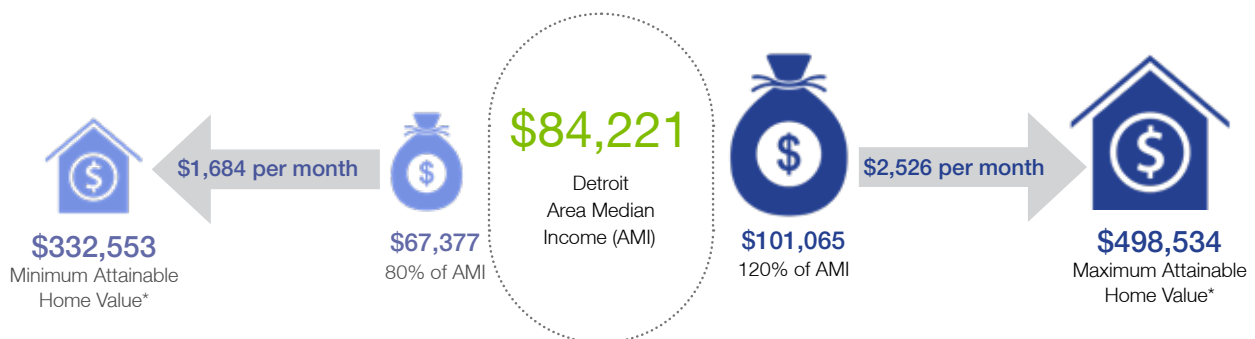 $
$1,684 per month
$332,553
Minimum Attainable
Home Value*
$
$67,377
80% of AMI
$84,221
Detroit
Area Median
Income (AMI)
$
$101,065
120% of AMI
$2,526 per month
$
$498,534
Maximum Attainable
Home Value*